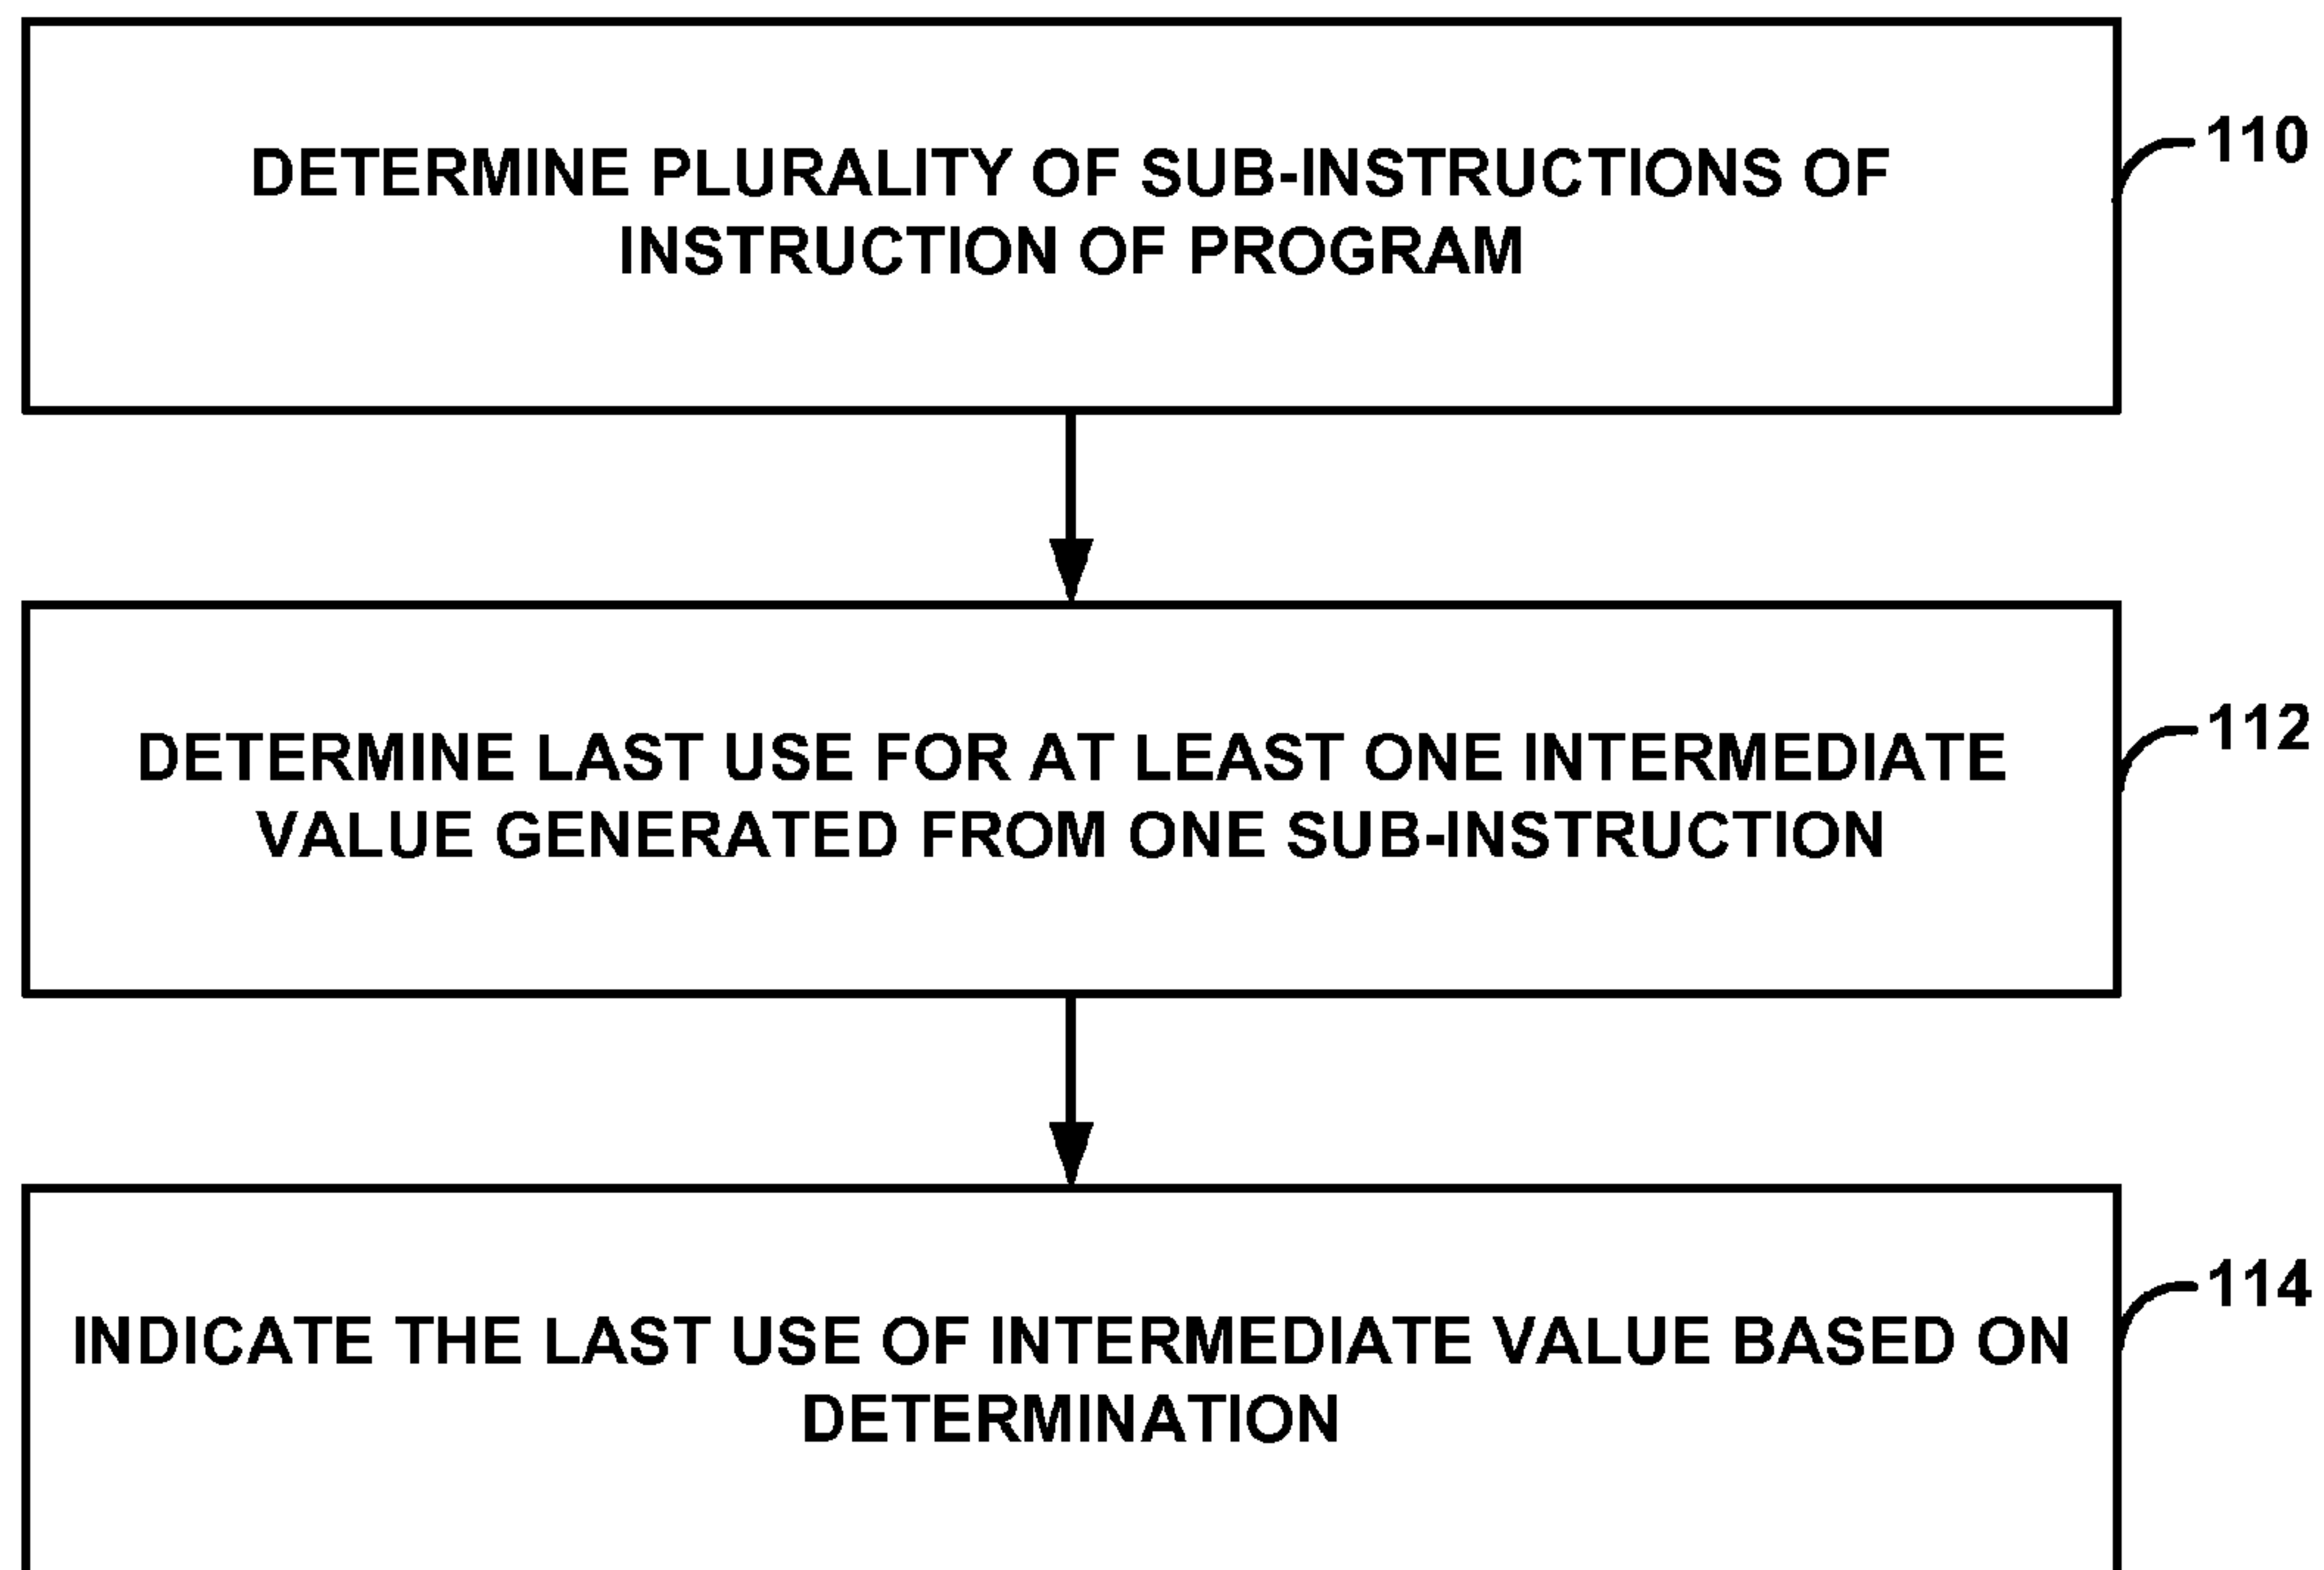 DETERMINE PLURALITY OF SUB-INSTRUCTIONS OF
INSTRUCTION OF PROGRAM
110
DETERMINE LAST USE FOR AT LEAST ONE INTERMEDIATE
VALUE GENERATED FROM ONE SUB-INSTRUCTION
112
INDICATE THE LAST USE OF INTERMEDIATE VALUE BASED ON
DETERMINATION
114